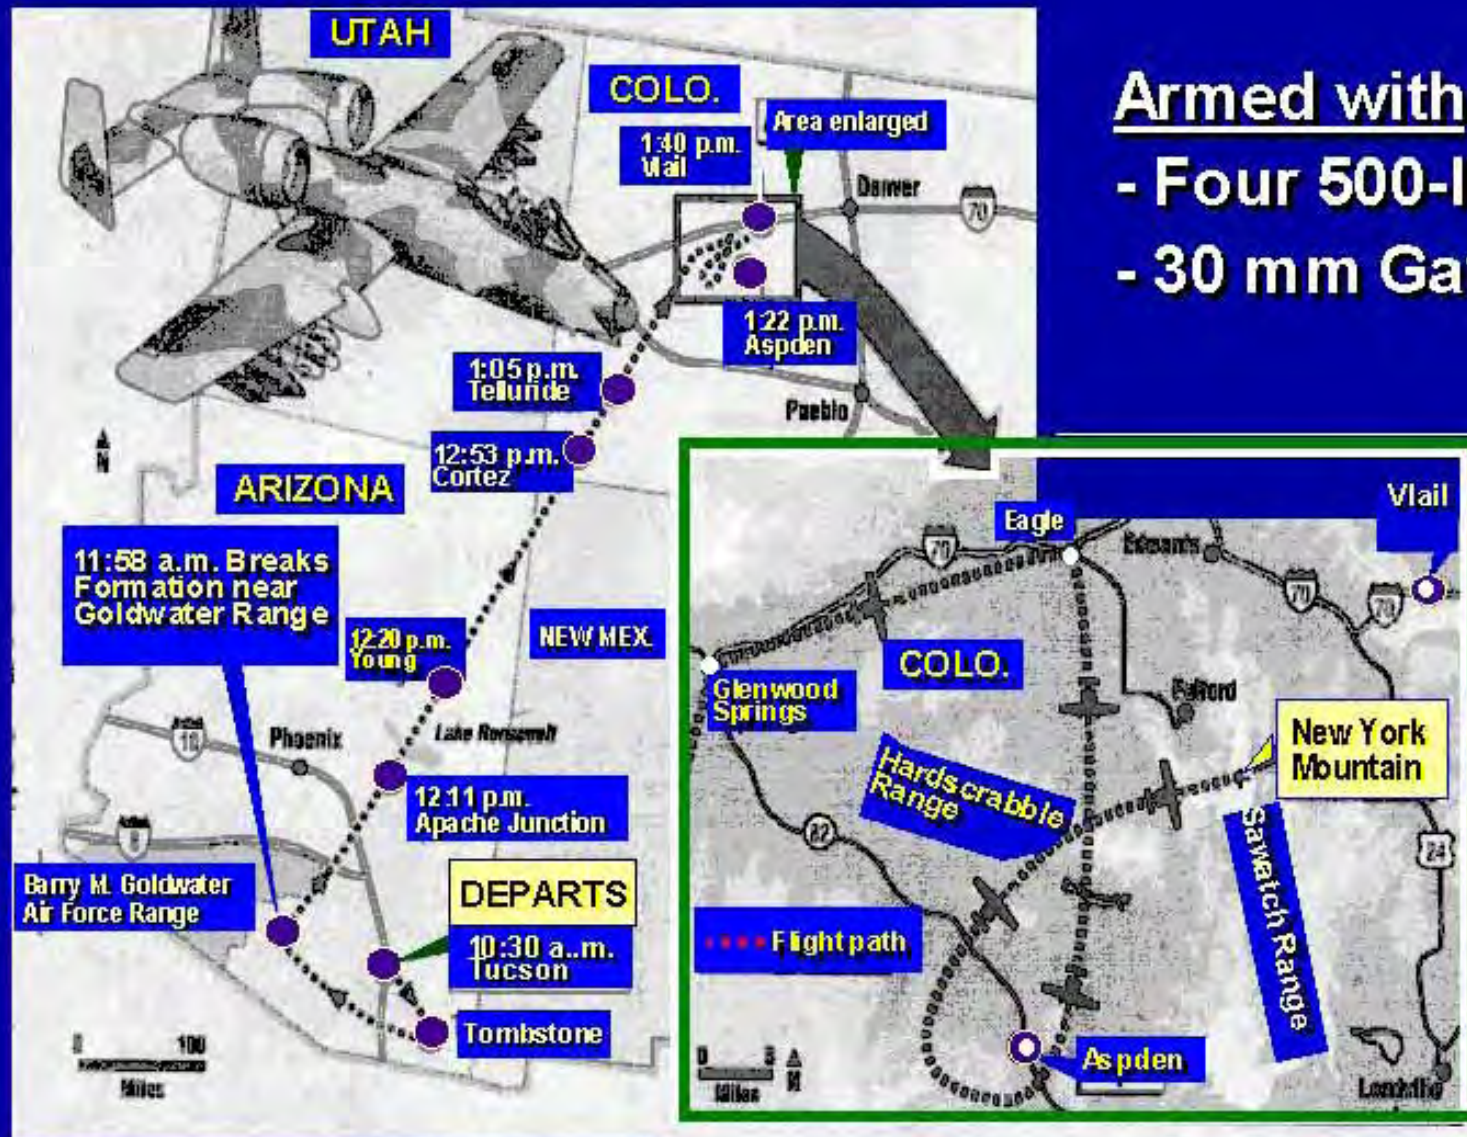 UTAH
COLO.
Area enlarged
1:40 p.m.
Vlail
Denver
70
1:22 p.m.
Aspden
1:05 p.m.
Telluride
Pueblo
12:53 p.m.
Cortez
N
ARIZONA
11:58 a.m. Breaks
Formation near
Goldwater Range
12:20 p.m.
Young
NEW MEX.
10
Phoenix
Lake Roosevelt
12:11 p.m.
Apache Junction
8
Barry M. Goldwater
Air Force Range
DEPARTS
10:30 a..m.
Tucson
Tombstone
0 100
Miles
Armed with
- Four 500-
- 30 mm Ga
Vlail
Eagle
70
Edwards
70
70
COLO.
Glenwood
Springs
Fulford
New York
Mountain
Hardscrabble
Range
Sawatch Range
24
Flight path
Aspden
0
Miles
N